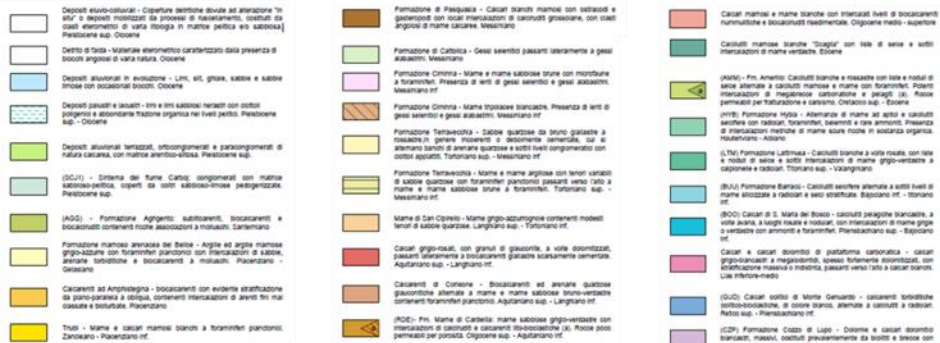 Depositi eluvio-colluviali - Coperture detritiche dovute ad alterazione "in
situ" o depositi mobilizzati da processi di ruscellamento, costituiti da
clasti eterometrici di varia litologia in matrice pelitica e/o sabbiosa.
Pleistocene sup. Olocene
Detrito di falda - Materiale eterometrico caratterizzato dalla presenza di
blocchi angolosi di varia natura. Olocene
Depositi alluvionali in evoluzione - Limi, silt, ghiaie, sabbie e sabbie
limose con occasionali blocchi. Olocene
Depositi palustri e lacustri - limi e limi sabbiosi nerastri con ciottoli
poligenici e abbondante frazione organica nei livelli pelitici. Pleistocene
sup. - Olocene
Depositi alluvionali terrazzati, ortoconglomerati e paraconglomerati di
natura calcarea, con matrice arenitico-siltosa. Pleistocene sup.
(SCJ1) - Sintema del fiume Carboj: conglomerati con matrice
sabbioso-pelitica, coperti da coltri sabbioso-limose pedogenizzate.
Pleistocene sup.
(AGG) - Formazione Agrigento: sublitoareniti, biocalcareniti e
biocalciruditi contenenti ricche associazioni a molluschi. Santerniano
Formazione marnoso arenacea del Belice - Argille ed argille marnose
grigio-azzurre con foraminiferi planctonici con intercalazioni di sabbie,
arenarie torbiditiche e biocalcareniti a molluschi. Piacenziano -
Gelasiano
Calcareniti ad Amphistegina - biocalcareniti con evidente stratificazione
da piano-parallela a obliqua, contenenti intercalazioni di areniti fini mal
classate e bioturbate. Piacenziano
Trubi - Marne e calcari marnosi bianchi a foraminiferi planctonici.
Zancleano - Piacenziano inf.
Formazione di Pasquasia - Calcari bianchi marnosi con ostracodi e
gasteropodi con locali intercalazioni di calciruditi grossolane, con clasti
angolosi di marne calcaree. Messiniano
Formazione di Cattolica - Gessi selenitici passanti lateralmente a gessi
alabastrini. Messiniano
Formazione Ciminna - Marne e marne sabbiose brune con microfaune
a foraminiferi. Presenza di lenti di gessi selenitici e gessi alabastrini.
Messiniano inf
Formazione Ciminna - Marne tripolacee biancastre. Presenza di lenti di
gessi selenitici e gessi alabastrini. Messiniano inf
Formazione Terravecchia - Sabbie quarzose da bruno giallastre a
rossastre, in genere incoerenti o debolmente cementate, cui si
alternano banchi di arenarie quarzose e sottili livelli conglomeratici con
ciottoli appiattiti. Tortoniano sup. - Messiniano inf
Formazione Terravecchia - Marne e marne argillose con tenori variabili
di sabbie quarzose con foraminiferi planctonici passanti verso l'alto a
marne e marne sabbiose brune a foraminiferi. Tortoniano sup. -
Messiniano inf.
Marne di San Cipirello - Marne grigio-azzurrognole contenenti modesti
tenori di sabbie quarzose. Langhiano sup. - Tortoniano inf.
Calcari grigio-rosati, con granuli di glauconite, a volte dolomitizzati,
passanti lateralmente a biocalcareniti giallastre scarsamente cementate.
Aquitaniano sup. - Langhiano inf.
Calcareniti di Corleone - Biocalcareniti ed arenarie quarzose
glauconitiche alternate a marne e marne sabbiose bruno-verdastre
contenenti foraminiferi planctonici. Aquitaniano sup. - Langhiano inf.
(RDE)- Fm. Marne di Cardellia: marne sabbiose grigio-verdastre con
intercalazioni di calciruditi e calcareniti lito-bioclastiche (a). Rocce poco
permeabili per porosità. Oligocene sup. - Aquitaniano inf.
Calcari marnosi e marne bianche con intercalati livelli di biocalcareniti
nummulitiche e biocalciruditi risedimentate. Oligocene medio - superiore
Calcilutiti marnose bianche "Scaglia" con liste di selce e sottili
intercalazioni di marne verdastre. Eocene
(AMM) - Fm. Amerillo: Calcilutiti bianche e rossastre con liste e noduli di
selce alternate a calcilutiti marnose e marne con foraminiferi. Potenti
intercalazioni di megabrecce carbonatiche e pelagiti (a). Rocce
permeabili per fratturazione e carsismo. Cretacico sup. - Eocene
(HYB) Formazione Hybla - Alternanze di marne ad aptici e calcilutiti
selcifere con radiolari, foraminiferi, belemniti e rare ammoniti. Presenza
di intercalazioni metriche di marne scure ricche in sostanza organica.
Hauteriviano - Albiano
(LTM) Formazione Lattimusa - Calcilutiti bianche a volte rosate, con liste
e noduli di selce e sottili intercalazioni di marne grigio-verdastre a
calpionelle e radiolari. Titonico sup. - Valanginiano
(BUU) Formazione Barracù - Calcilutiti selcifere alternate a sottili livelli di
marne silicizzate a radiolari e selci stratificate. Bajociano inf. - titoniano
inf.
(BOO) Calcari di S. Maria del Bosco - calcilutiti pelagiche biancastre, a
volte avana, a luoghi rosate e nodulari, con intercalazioni di marne grigie
o verdastre con ammoniti e foraminiferi. Pliensbachiano sup. - Bajociano
inf.
Calcari e calcari dolomitici di piattaforma carbonatica - calcari
grigio-biancastri a megalodontidi, spesso fortemente dolomitizzati, con
stratificazione massiva o indistinta, passanti verso l'alto a calcari bianchi.
Lias inferiore-medio
(GUO) Calcari oolitici di Monte Genuardo - calcareniti torbiditiche
oolitico-bioclastiche, di colore bianco, alternate a calcilutiti a radiolari.
Retico sup. - Pliensbachiano inf.
(CZP) Formazione Cozzo di Lupo - Dolomie e calcari dolomitici
biancastri, massivi, costituiti prevalentemente da bioliti e brecce con